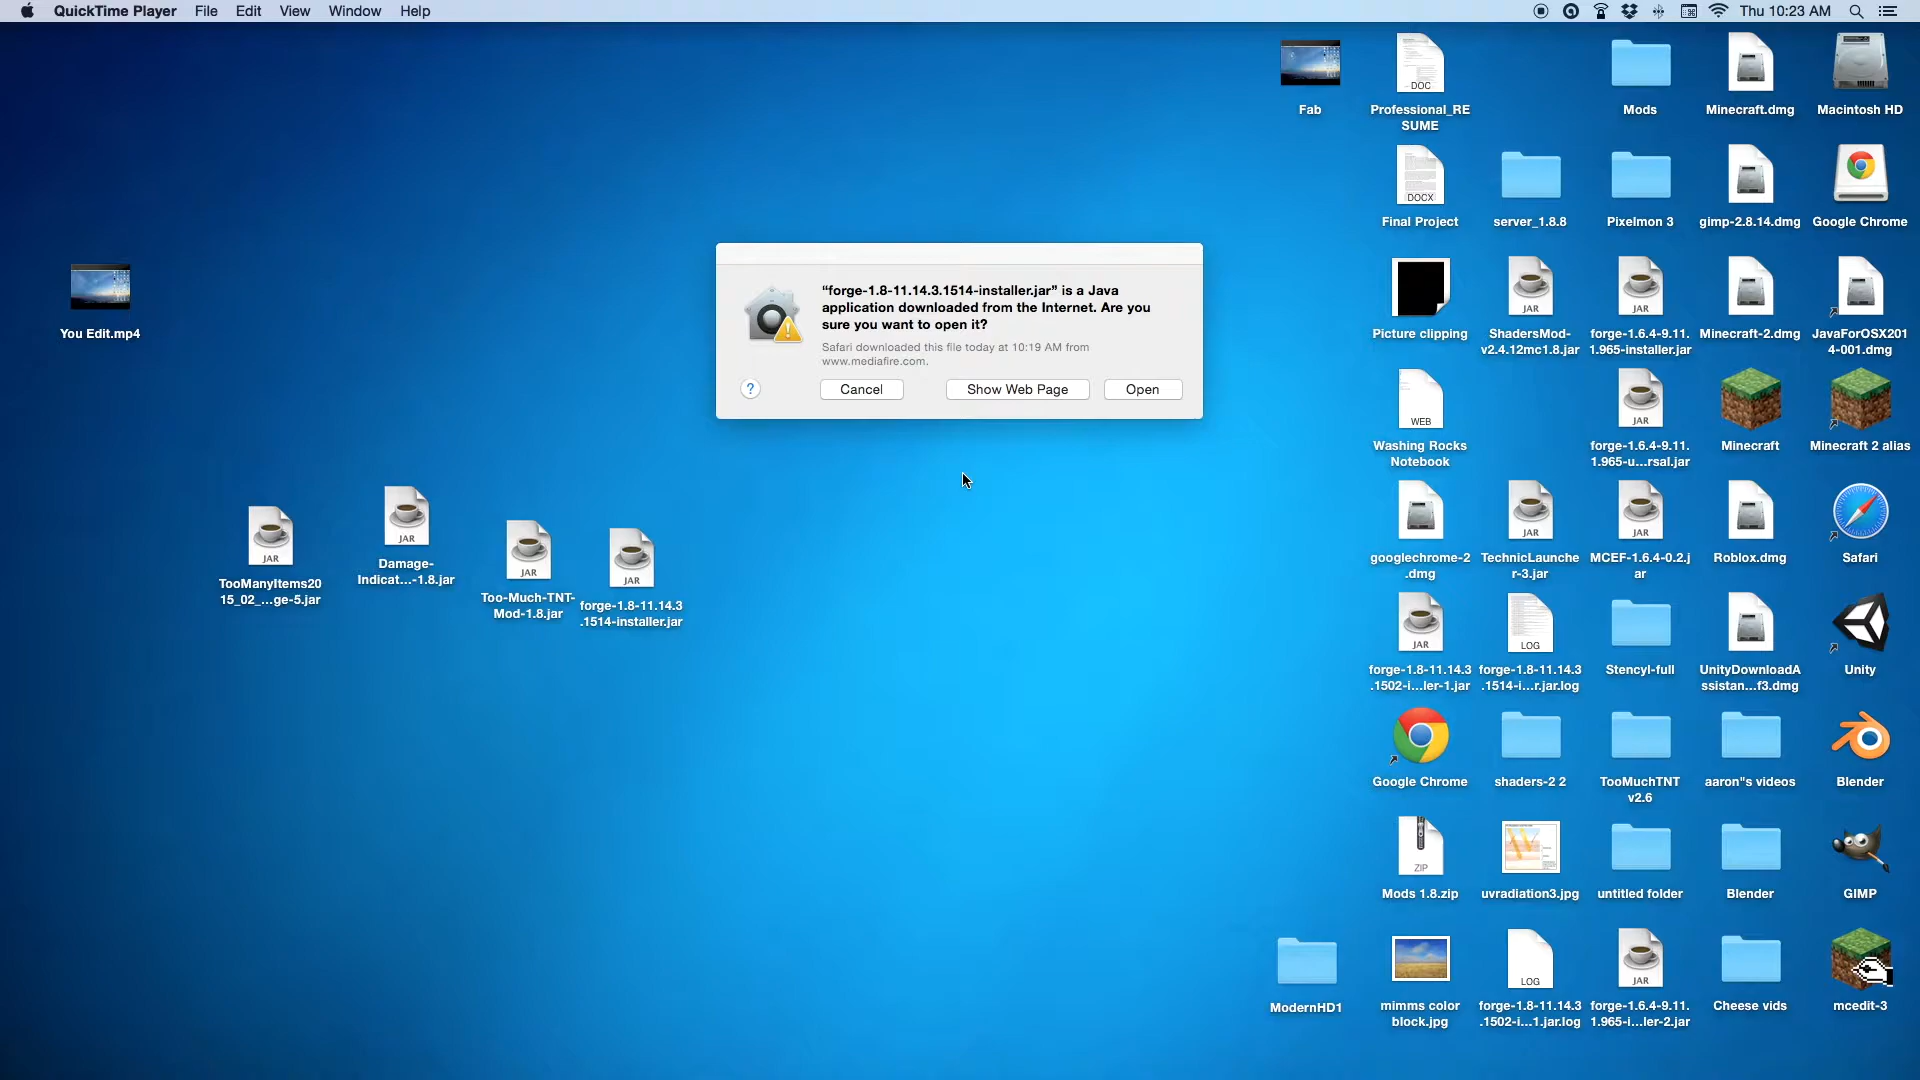 QuickTime Player File Edit View Window Help
Thu 10:23 AM
Fab
DOC
Professional_RE
SUME
Mods
Minecraft.dmg
Macintosh HD
DOCX
Final Project
server_1.8.8
Pixelmon 3
gimp-2.8.14.dmg
Google Chrome
You Edit.mp4
“forge-1.8-11.14.3.1514-installer.jar” is a Java
application downloaded from the Internet. Are you
sure you want to open it?
Safari downloaded this file today at 10:19 AM from
www.mediafire.com.
?
Cancel
Show Web Page
Open
Picture clipping
JAR
ShadersMod-
v2.4.12mc1.8.jar
JAR
forge-1.6.4-9.11.
1.965-installer.jar
Minecraft-2.dmg
JavaForOSX201
4-001.dmg
WEB
Washing Rocks
Notebook
JAR
forge-1.6.4-9.11.
1.965-u...rsal.jar
Minecraft
Minecraft 2 alias
JAR
TooManyItems20
15_02_...ge-5.jar
JAR
Damage-
Indicat...-1.8.jar
JAR
Too-Much-TNT-
Mod-1.8.jar
JAR
forge-1.8-11.14.3
.1514-installer.jar
googlechrome-2
.dmg
JAR
TechnicLaunche
r-3.jar
JAR
MCEF-1.6.4-0.2.j
ar
Roblox.dmg
Safari
JAR
forge-1.8-11.14.3
.1502-i...ler-1.jar
LOG
forge-1.8-11.14.3
.1514-i...r.jar.log
Stencyl-full
UnityDownloadA
ssistan...f3.dmg
Unity
Google Chrome
shaders-2 2
TooMuchTNT
v2.6
aaron"s videos
Blender
ZIP
Mods 1.8.zip
uvradiation3.jpg
untitled folder
Blender
GIMP
ModernHD1
mimms color
block.jpg
LOG
forge-1.8-11.14.3
.1502-i...1.jar.log
JAR
forge-1.6.4-9.11.
1.965-i...ler-2.jar
Cheese vids
mcedit-3